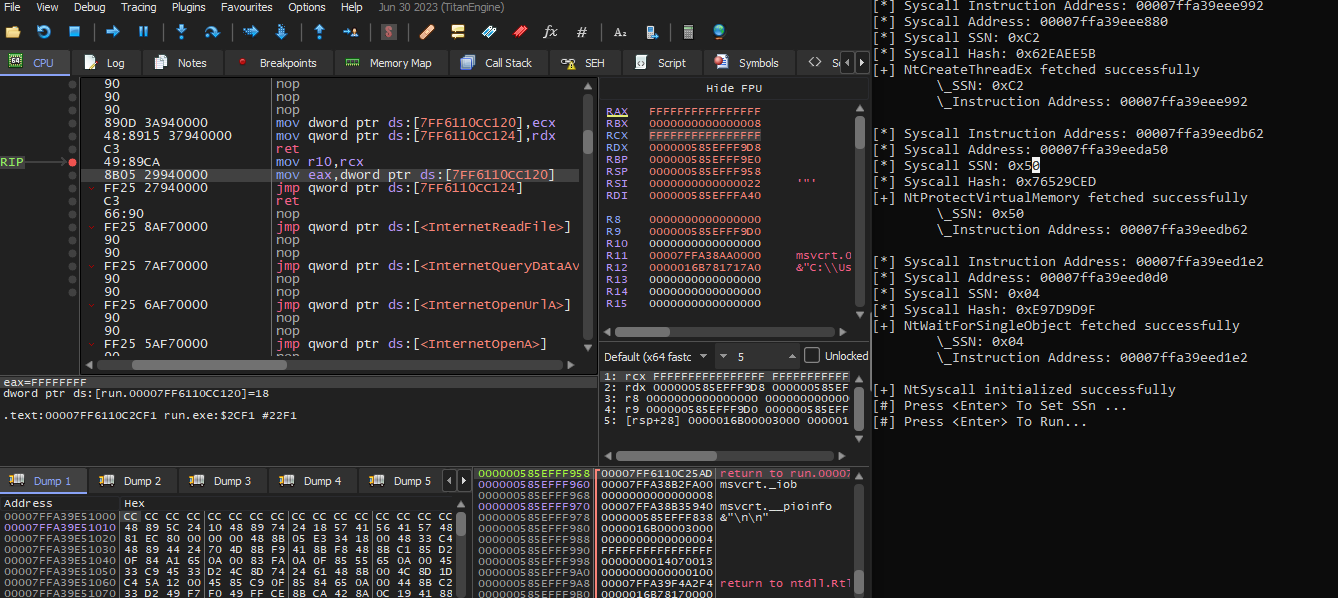 File View Debug Tracing Plugins Favourites Options Help Jun 30 2023 (TitanEngine)
CPU Log Notes Breakpoints Memory Map Call Stack SEH Script Symbols
90 nop
90 nop
90 nop
890D 3A940000 mov dword ptr ds:[7FF6110CC120],ecx
48:8915 37940000 mov qword ptr ds:[7FF6110CC124],rdx
C3 ret
RIP 49:89CA mov r10,rcx
8B05 29940000 mov eax,dword ptr ds:[7FF6110CC120]
FF25 27940000 jmp qword ptr ds:[7FF6110CC124]
C3 ret
66:90 nop
FF25 8AF70000 jmp qword ptr ds:[<InternetReadFile>]
90 nop
90 nop
FF25 7AF70000 jmp qword ptr ds:[<InternetQueryDataAv
90 nop
90 nop
FF25 6AF70000 jmp qword ptr ds:[<InternetOpenUrlA>]
90 nop
90 nop
FF25 5AF70000 jmp qword ptr ds:[<InternetOpenA>]
90 nop
Hide FPU
RAX FFFFFFFFFFFFFFFF
RBX 0000000000000008
RCX FFFFFFFFFFFFFFFF
RDX 000000585EFFF9D8
RBP 000000585EFFF9E0
RSP 000000585EFFF958
RSI 0000000000000022 '"'
RDI 000000585EFFFA40
R8 0000000000000000
R9 000000585EFFF9D0
R10 0000000000000000
R11 00007FFA38AA0000 msvcrt.0
R12 0000016B781717A0 &"C:\\Us
R13 0000000000000000
R14 0000000000000000
R15 0000000000000000
Default (x64 fastc 5 Unlocked
1: rcx FFFFFFFFFFFFFFFF FFFFFFFFFFF
2: rdx 000000585EFFF9D8 000000585EF
3: r8 0000000000000000 00000000000
4: r9 000000585EFFF9D0 000000585EF
5: [rsp+28] 0000016B00003000 000001
eax=FFFFFFFF
dword ptr ds:[run.00007FF6110CC120]=18
.text:00007FF6110C2CF1 run.exe:$2CF1 #22F1
Dump 1 Dump 2 Dump 3 Dump 4 Dump 5
Address Hex
00007FFA39E51000 CC CC CC CC CC CC CC CC CC CC CC CC CC CC CC CC
00007FFA39E51010 48 89 5C 24 10 48 89 74 24 18 57 41 56 41 57 48
00007FFA39E51020 81 EC 80 00 00 00 48 8B 05 E3 34 18 00 48 33 C4
00007FFA39E51030 48 89 44 24 70 4D 8B F9 41 8B F8 48 8B C1 85 D2
00007FFA39E51040 0F 84 A1 65 0A 00 83 FA 0A 0F 85 55 65 0A 00 45
00007FFA39E51050 33 C9 45 33 D2 4C 8D 74 24 61 48 8B 00 4C 8D 1D
00007FFA39E51060 C4 5A 12 00 45 85 C9 0F 85 84 65 0A 00 44 8B C2
00007FFA39E51070 33 D2 49 F7 F0 49 FF CE 8B CA 42 8A 0C 19 41 88
000000585EFFF958 00007FF6110C25AD return to run.00007
000000585EFFF960 00007FFA38B2FA00 msvcrt._iob
000000585EFFF968 0000000000000008
000000585EFFF970 00007FFA38B35940 msvcrt.__pioinfo
000000585EFFF978 000000585EFFF838 &"\n\n"
000000585EFFF980 0000016B00003000
000000585EFFF988 0000000000000004
000000585EFFF990 FFFFFFFFFFFFFFFF
000000585EFFF998 0000000014070013
000000585EFFF9A0 0000000000000100
000000585EFFF9A8 00007FFA39F4A2F4 return to ntdll.Rtl
000000585EFFF9B0 0000016B78170000
[*] Syscall Instruction Address: 00007ffa39eee992
[*] Syscall Address: 00007ffa39eee880
[*] Syscall SSN: 0xC2
[*] Syscall Hash: 0x62EAEE5B
[+] NtCreateThreadEx fetched successfully
\_SSN: 0xC2
\_Instruction Address: 00007ffa39eee992
[*] Syscall Instruction Address: 00007ffa39eedb62
[*] Syscall Address: 00007ffa39eeda50
[*] Syscall SSN: 0x50
[*] Syscall Hash: 0x76529CED
[+] NtProtectVirtualMemory fetched successfully
\_SSN: 0x50
\_Instruction Address: 00007ffa39eedb62
[*] Syscall Instruction Address: 00007ffa39eed1e2
[*] Syscall Address: 00007ffa39eed0d0
[*] Syscall SSN: 0x04
[*] Syscall Hash: 0xE97D9D9F
[+] NtWaitForSingleObject fetched successfully
\_SSN: 0x04
\_Instruction Address: 00007ffa39eed1e2
[+] NtSyscall initialized successfully
[#] Press <Enter> To Set SSn ...
[#] Press <Enter> To Run...